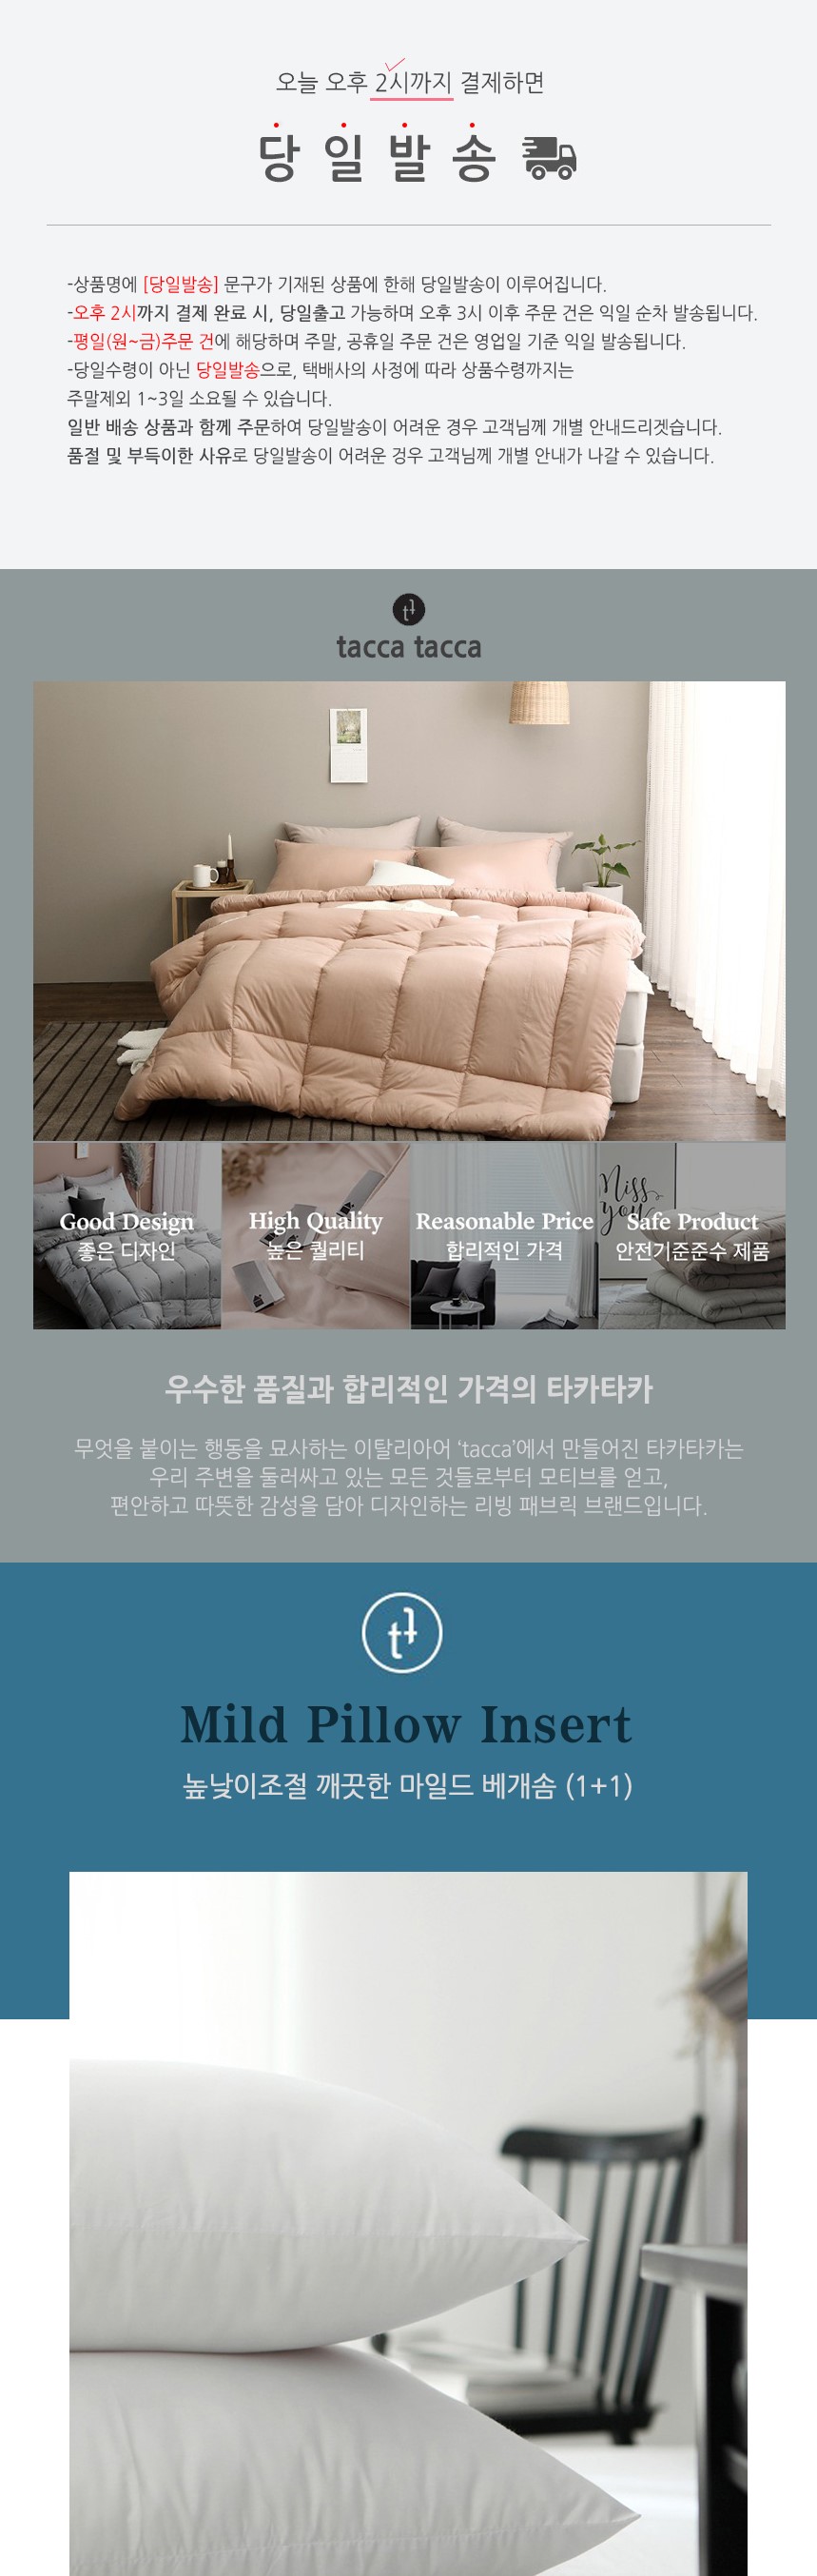 오늘 오후 2시까지 결제하면
당일발송
-상품명에 [당일발송] 문구가 기재된 상품에 한해 당일발송이 이루어집니다.
-오후 2시까지 결제 완료 시, 당일출고 가능하며 오후 3시 이후 주문 건은 익일 순차 발송됩니다.
-평일(원~금)주문 건에 해당하며 주말, 공휴일 주문 건은 영업일 기준 익일 발송됩니다.
-당일수령이 아닌 당일발송으로, 택배사의 사정에 따라 상품수령까지는
주말제외 1~3일 소요될 수 있습니다.
일반 배송 상품과 함께 주문하여 당일발송이 어려운 경우 고객님께 개별 안내드리겟습니다.
품절 및 부득이한 사유로 당일발송이 어려운 겅우 고객님께 개별 안내가 나갈 수 있습니다.
tt
tacca tacca
Miss
you
Good Design
좋은 디자인
High Quality
높은 퀄리티
Reasonable Price
합리적인 가격
Safe Product
안전기준준수 제품
우수한 품질과 합리적인 가격의 타카타카
무엇을 붙이는 행동을 묘사하는 이탈리아어 ‘tacca’에서 만들어진 타카타카는
우리 주변을 둘러싸고 있는 모든 것들로부터 모티브를 얻고,
편안하고 따뜻한 감성을 담아 디자인하는 리빙 패브릭 브랜드입니다.
tt
Mild Pillow Insert
높낮이조절 깨끗한 마일드 베개솜 (1+1)